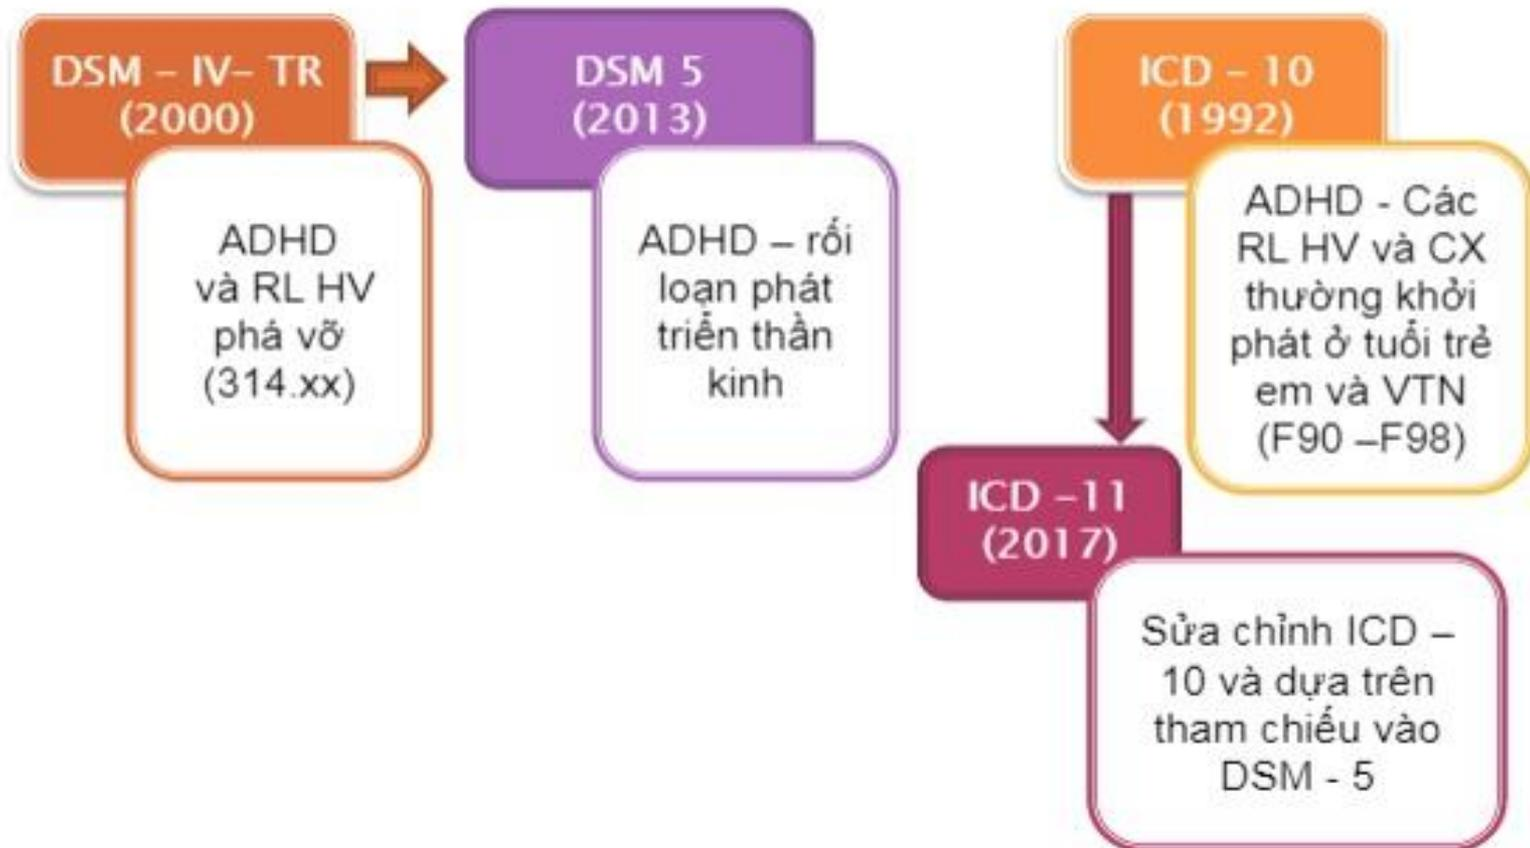 DSM – IV– TR
(2000)
ADHD
và RL HV
phá vỡ
(314.xx)
DSM 5
(2013)
ADHD – rối
loạn phát
triển thần
kinh
ICD – 10
(1992)
ADHD - Các
RL HV và CX
thường khởi
phát ở tuổi trẻ
em và VTN
(F90 –F98)
ICD –11
(2017)
Sửa chỉnh ICD –
10 và dựa trên
tham chiếu vào
DSM - 5